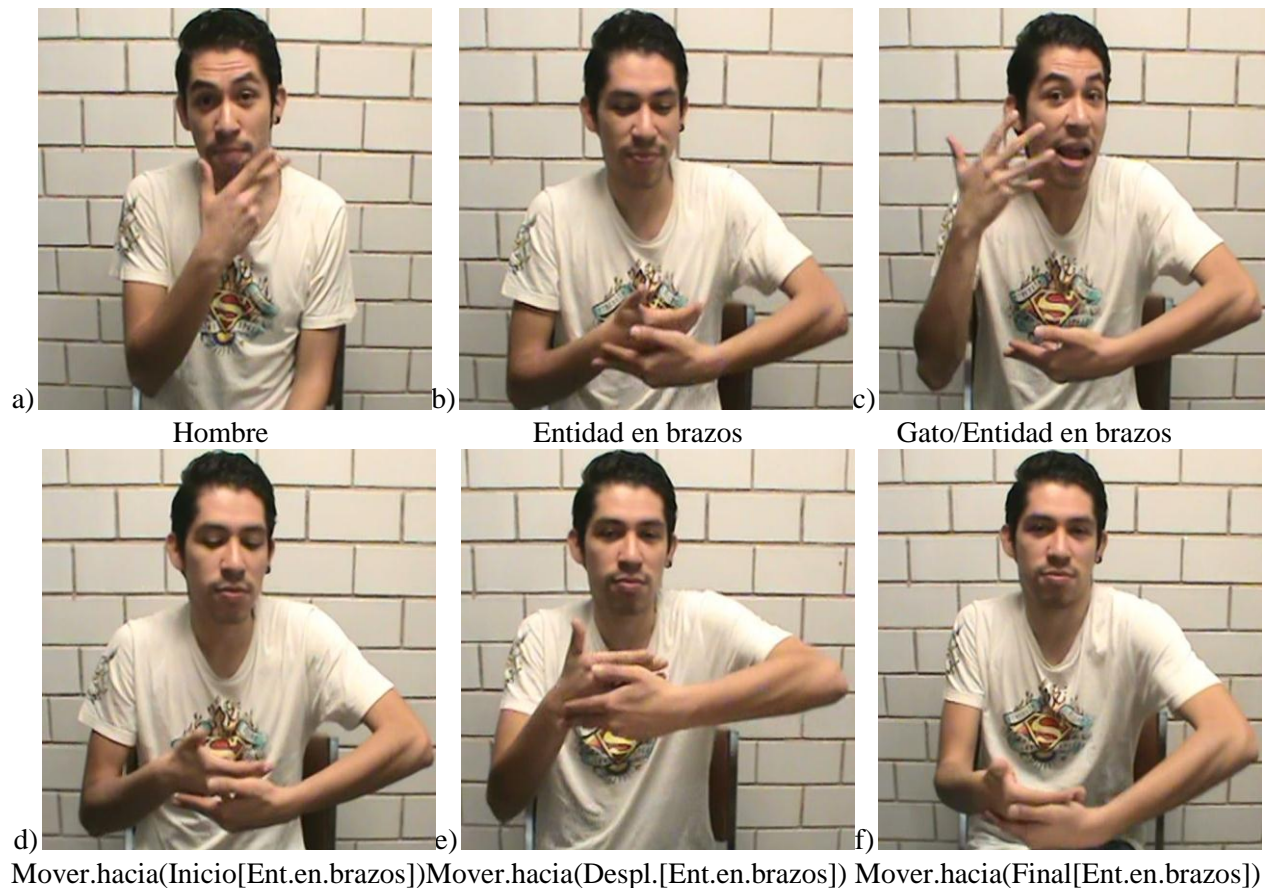 a) b) c)
Hombre Entidad en brazos Gato/Entidad en brazos
d) e) f)
Mover.hacia(Inicio[Ent.en.brazos])Mover.hacia(Despl.[Ent.en.brazos]) Mover.hacia(Final[Ent.en.brazos])